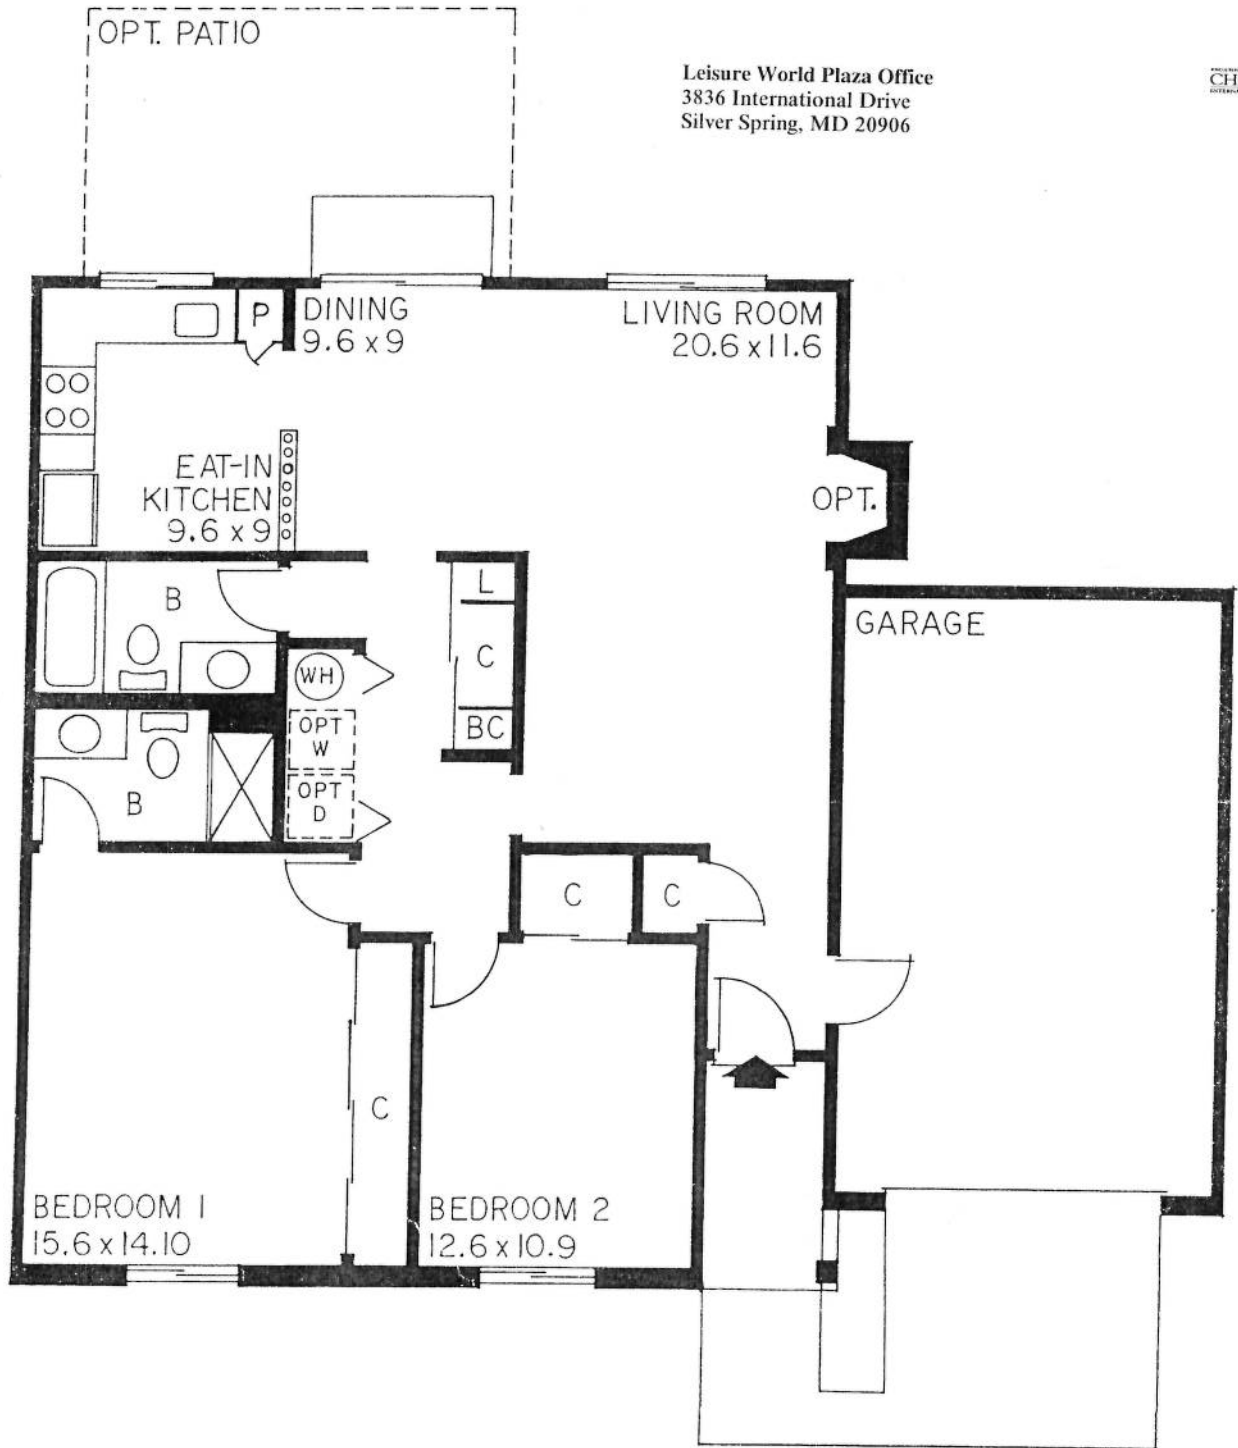 OPT. PATIO
Leisure World Plaza Office
3836 International Drive
Silver Spring, MD 20906
P
DINING
9.6 x 9
LIVING ROOM
20.6 x 11.6
EAT-IN
KITCHEN
9.6 x 9
OPT.
B
L
C
BC
WH
OPT
W
OPT
D
B
GARAGE
C
C
C
BEDROOM 1
15.6 x 14.10
BEDROOM 2
12.6 x 10.9